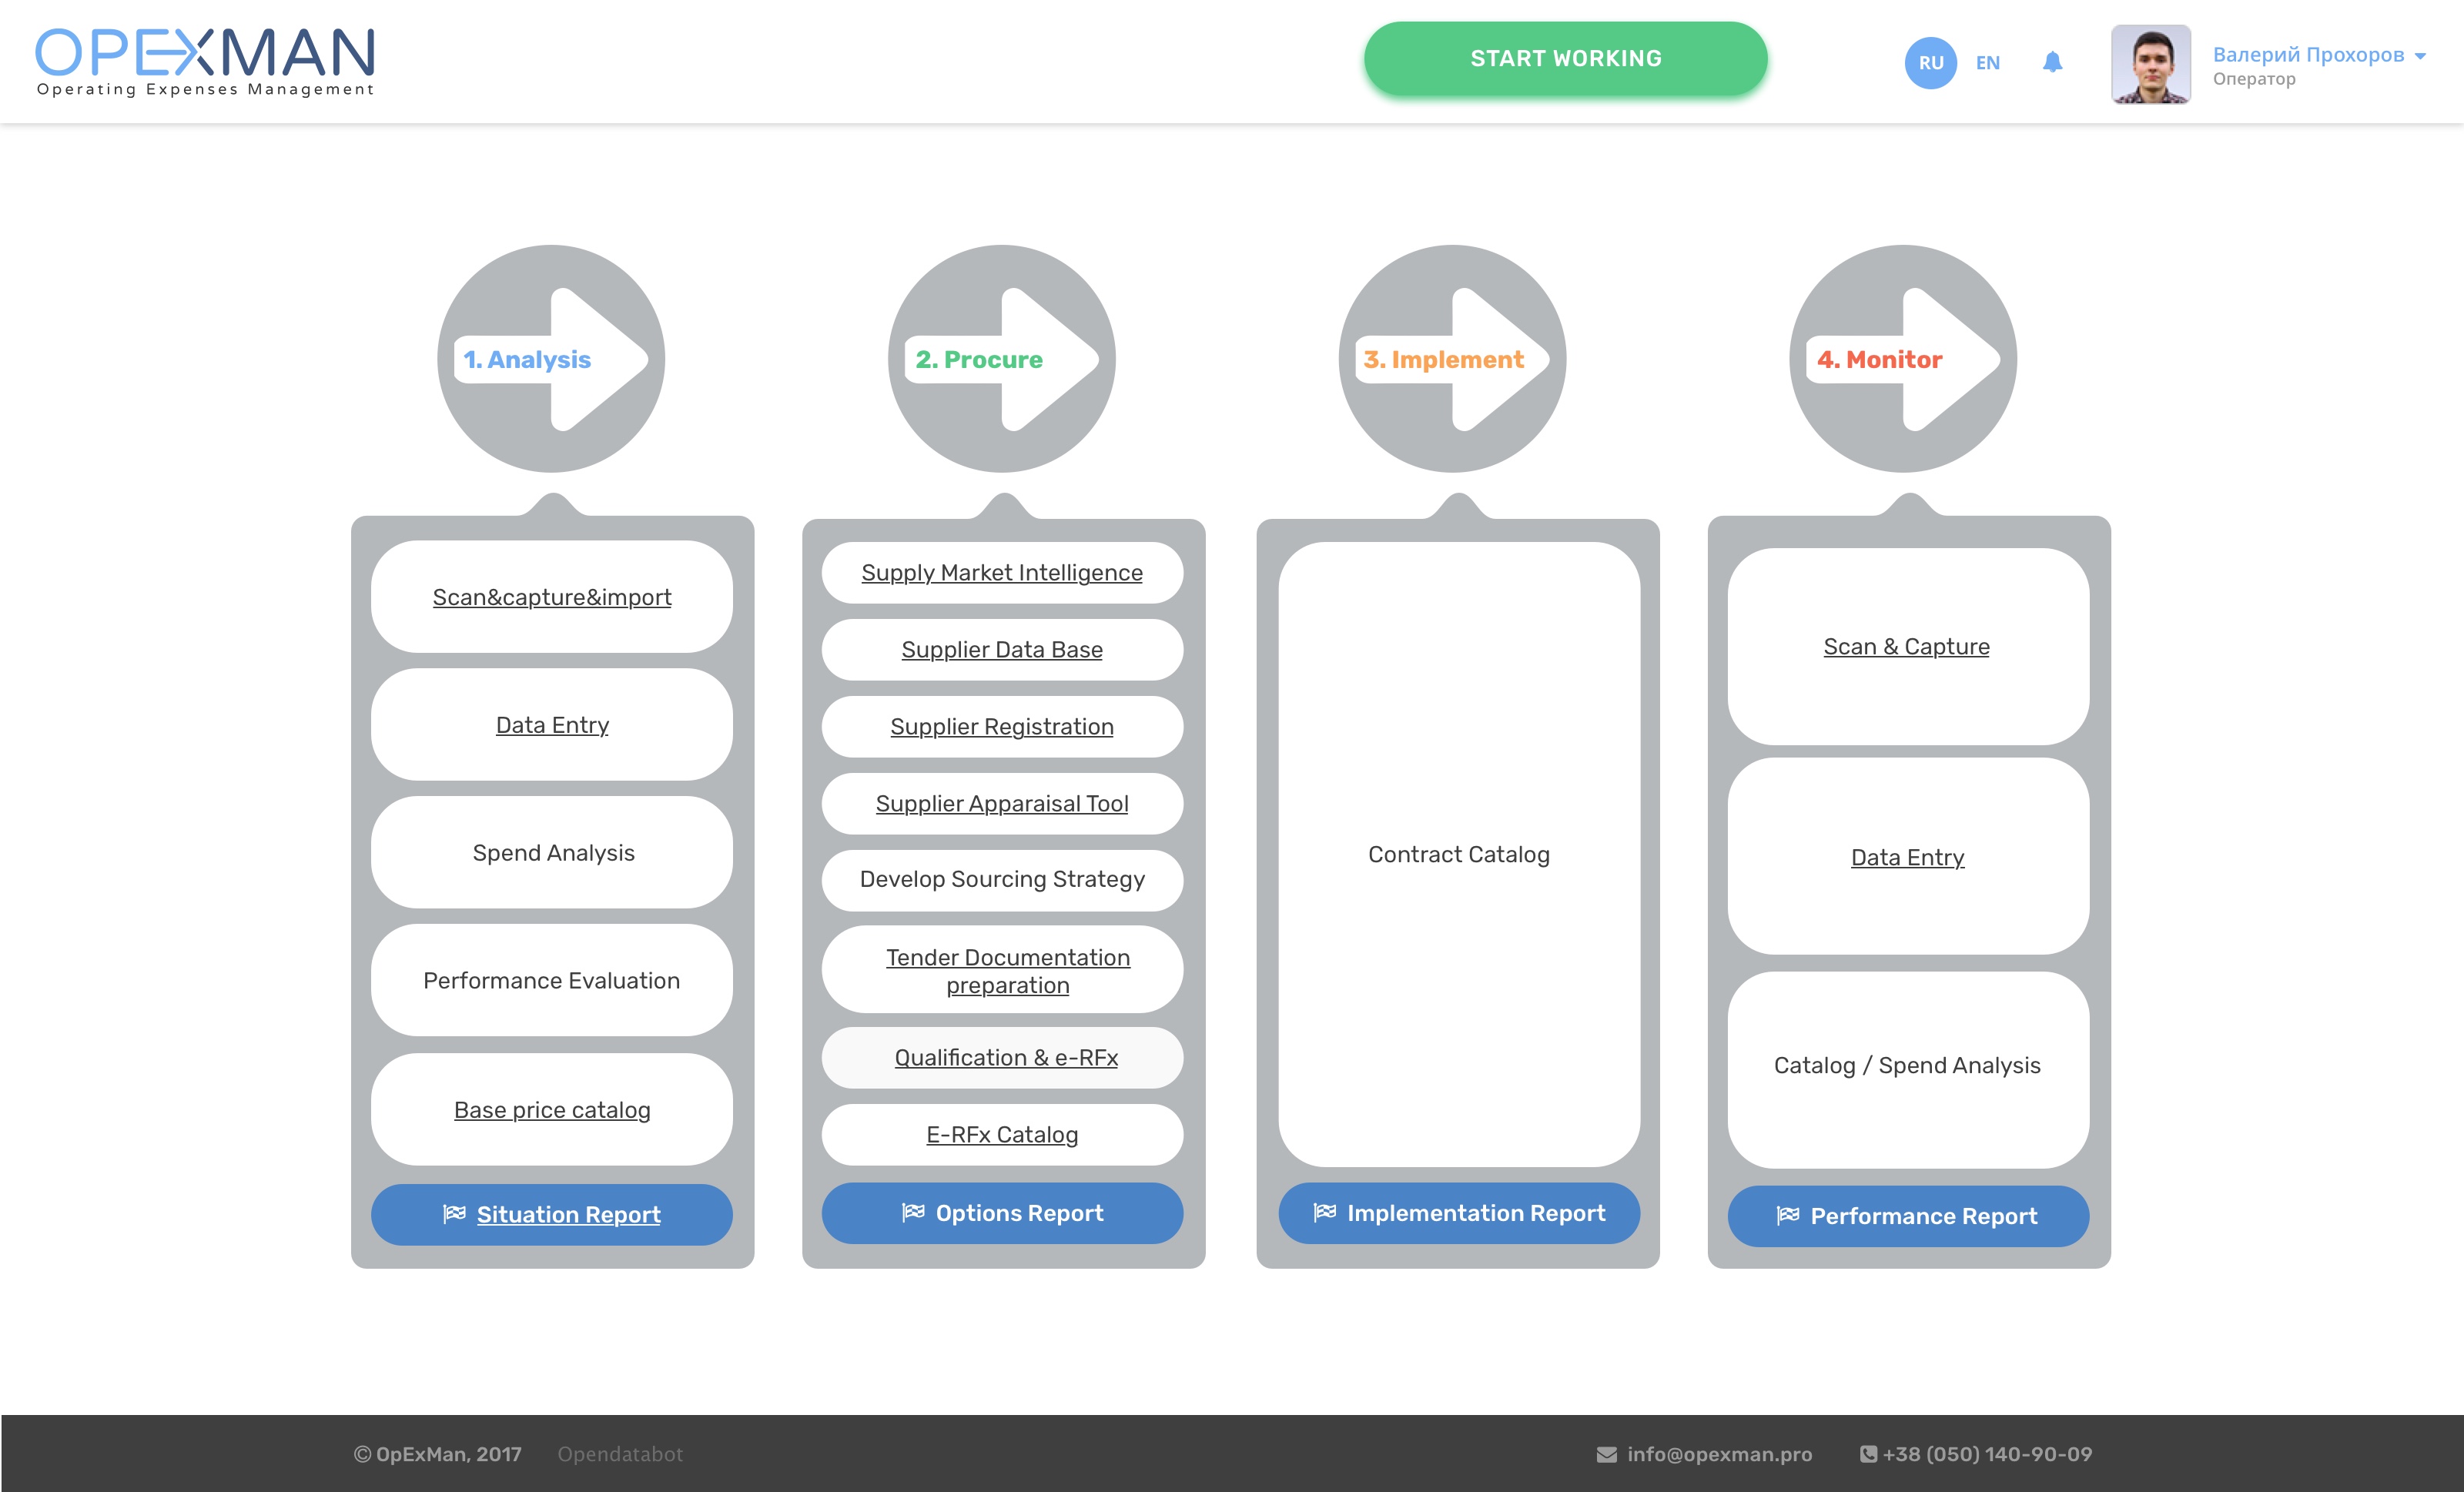 OPEXMAN
Operating Expenses Management
START WORKING
RU
EN
Валерий Прохоров
Оператор
1. Analysis
Scan&capture&import
Data Entry
Spend Analysis
Performance Evaluation
Base price catalog
Situation Report
2. Procure
Supply Market Intelligence
Supplier Data Base
Supplier Registration
Supplier Apparaisal Tool
Develop Sourcing Strategy
Tender Documentation
preparation
Qualification & e-RFx
E-RFx Catalog
Options Report
3. Implement
Contract Catalog
Implementation Report
4. Monitor
Scan & Capture
Data Entry
Catalog / Spend Analysis
Performance Report
© OpExMan, 2017
Opendatabot
info@opexman.pro
+38 (050) 140-90-09